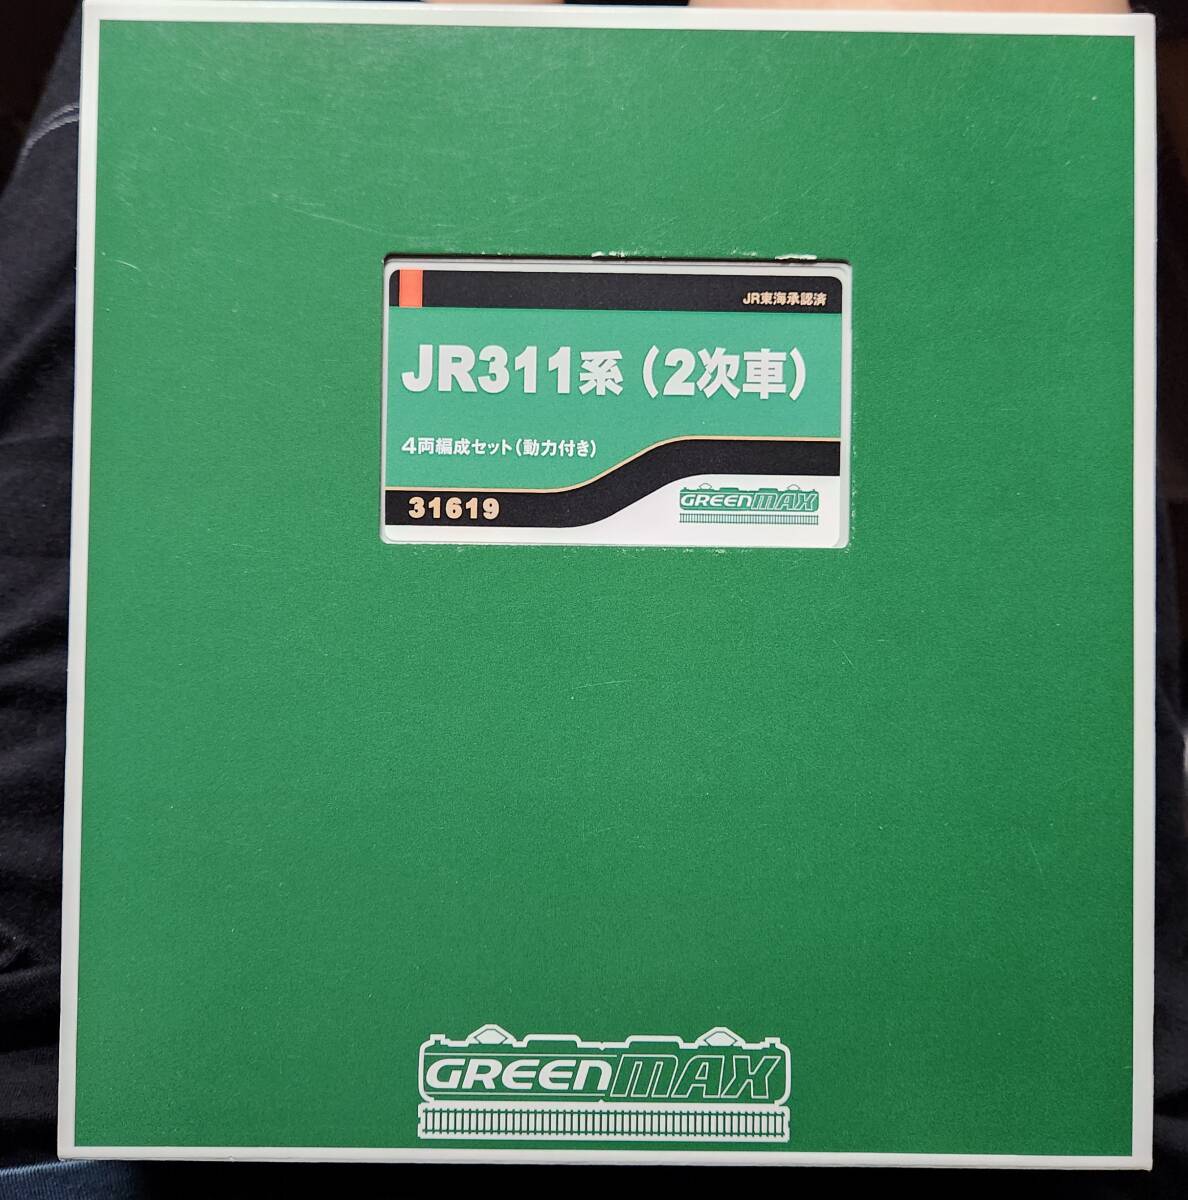 JR東海承認済
JR311系（2次車）
4両編成セット（動力付き）
31619
GREENMAX
GREENMAX